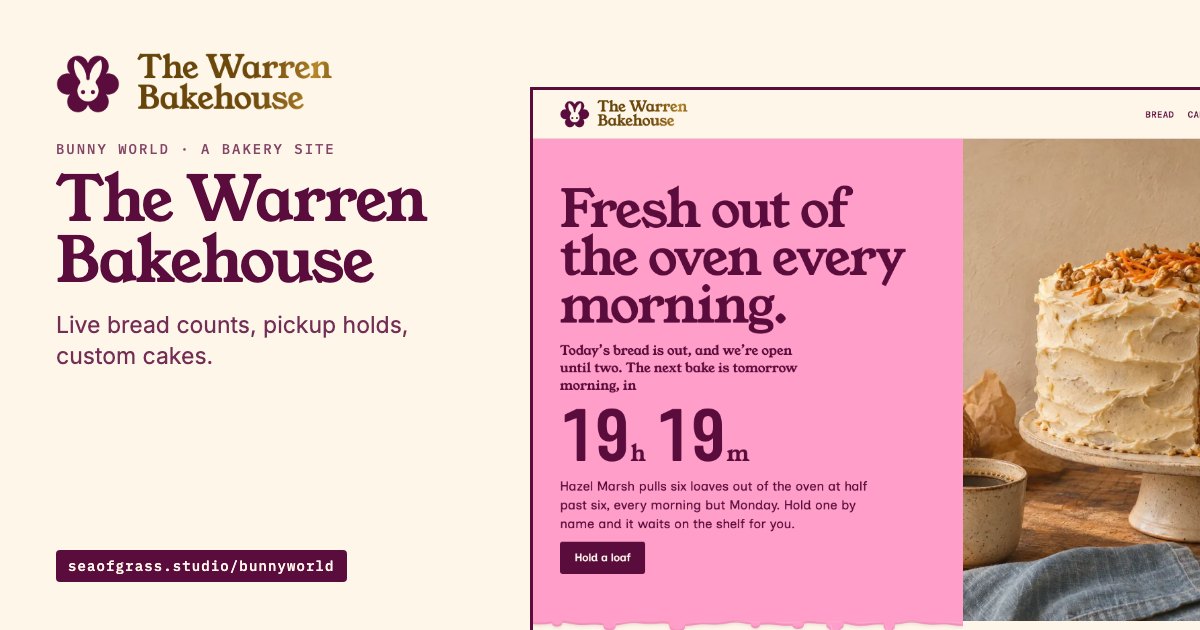 The Warren
Bakehouse
BUNNY WORLD · A BAKERY SITE
The Warren
Bakehouse
Live bread counts, pickup holds,
custom cakes.
seaofgrass.studio/bunnyworld
The Warren
Bakehouse
BREAD
Fresh out of
the oven every
morning.
Today’s bread is out, and we’re open
until two. The next bake is tomorrow
morning, in
19h 19m
Hazel Marsh pulls six loaves out of the oven at half
past six, every morning but Monday. Hold one by
name and it waits on the shelf for you.
Hold a loaf